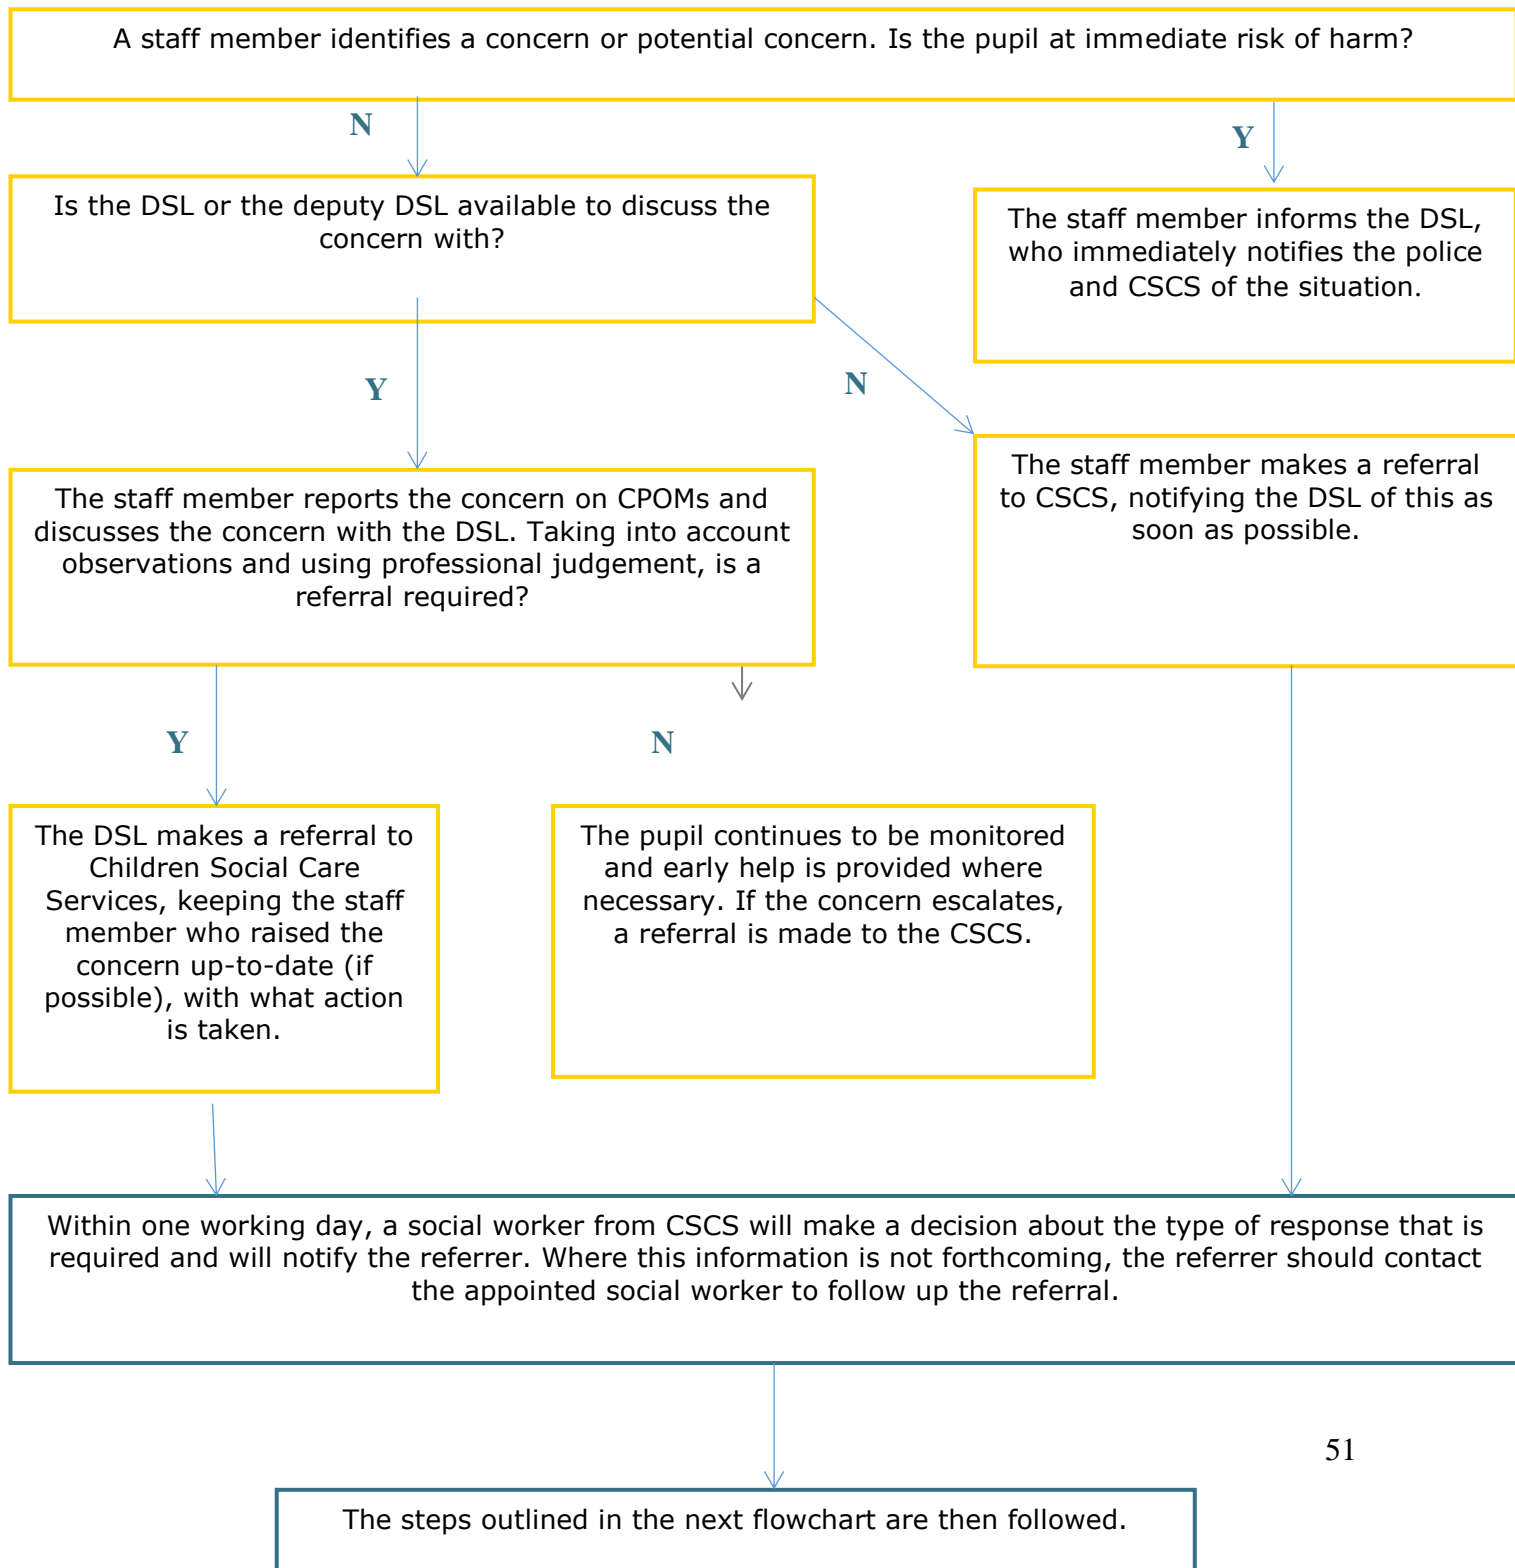 A staff member identifies a concern or potential concern. Is the pupil at immediate risk of harm?
N
Y
Is the DSL or the deputy DSL available to discuss the
concern with?
The staff member informs the DSL,
who immediately notifies the police
and CSCS of the situation.
Y
N
The staff member reports the concern on CPOMs and
discusses the concern with the DSL. Taking into account
observations and using professional judgement, is a
referral required?
The staff member makes a referral
to CSCS, notifying the DSL of this as
soon as possible.
Y
N
The DSL makes a referral to
Children Social Care
Services, keeping the staff
member who raised the
concern up-to-date (if
possible), with what action
is taken.
The pupil continues to be monitored
and early help is provided where
necessary. If the concern escalates,
a referral is made to the CSCS.
Within one working day, a social worker from CSCS will make a decision about the type of response that is
required and will notify the referrer. Where this information is not forthcoming, the referrer should contact
the appointed social worker to follow up the referral.
51
The steps outlined in the next flowchart are then followed.